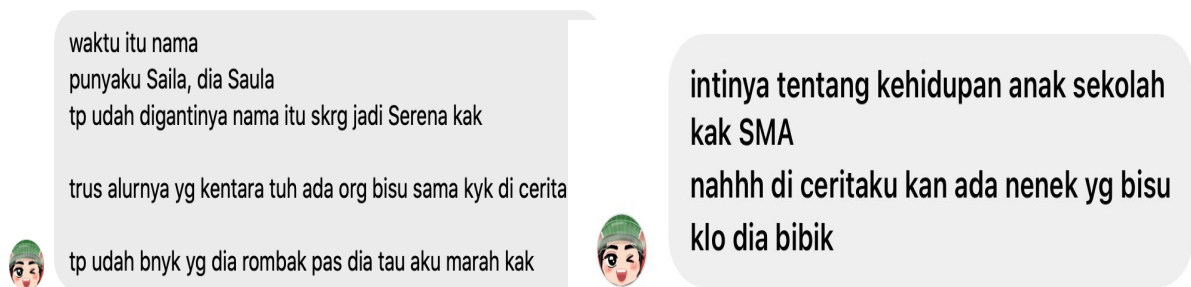 waktu itu nama
punyaku Saila, dia Saula
tp udah digantinya nama itu skrg jadi Serena kak
trus alurnya yg kentara tuh ada org bisu sama kyk di cerita
tp udah bnyk yg dia rombak pas dia tau aku marah kak
intinya tentang kehidupan anak sekolah
kak SMA
nahhh di ceritaku kan ada nenek yg bisu
klo dia bibik